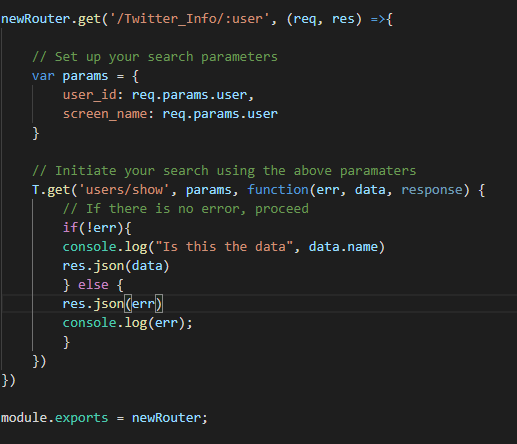 newRouter.get('/Twitter_Info/:user', (req, res) =>{
// Set up your search parameters
var params = {
user_id: req.params.user,
screen_name: req.params.user
}
// Initiate your search using the above paramaters
T.get('users/show', params, function(err, data, response) {
// If there is no error, proceed
if(!err){
console.log("Is this the data", data.name)
res.json(data)
} else {
res.json(err)
console.log(err);
}
})
})
module.exports = newRouter;